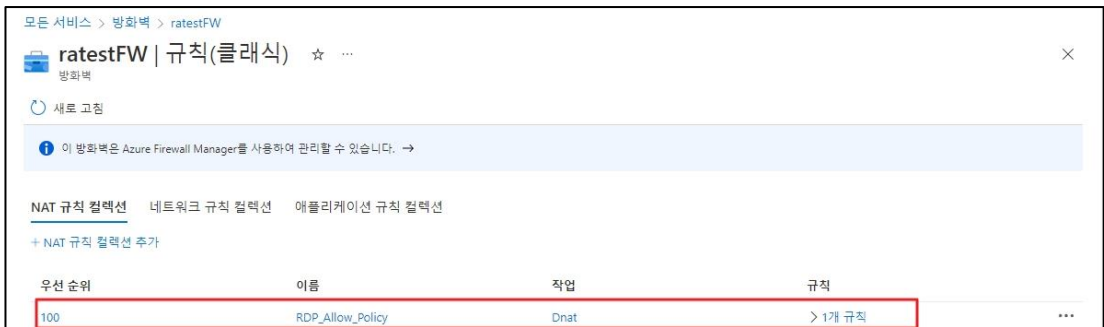 모든 서비스 > 방화벽 > ratestFW
ratestFW | 규칙(클래식) ☆ ···
방화벽
새로 고침
이 방화벽은 Azure Firewall Manager를 사용하여 관리할 수 있습니다. →
NAT 규칙 컬렉션 네트워크 규칙 컬렉션 애플리케이션 규칙 컬렉션
+ NAT 규칙 컬렉션 추가
우선 순위 이름 작업 규칙
100 RDP_Allow_Policy Dnat > 1개 규칙 ···